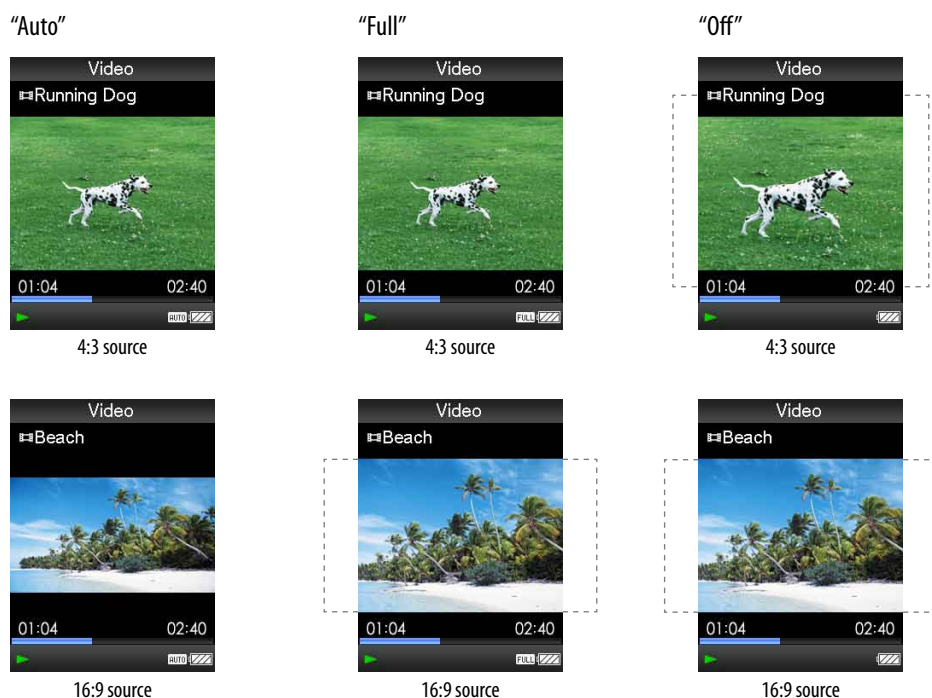 “Auto”
“Full”
“Off”
Video
Running Dog
01:04 02:40
AUTO
4:3 source
Video
Running Dog
01:04 02:40
FULL
4:3 source
Video
Running Dog
01:04 02:40
4:3 source
Video
Beach
01:04 02:40
AUTO
16:9 source
Video
Beach
01:04 02:40
FULL
16:9 source
Video
Beach
01:04 02:40
16:9 source